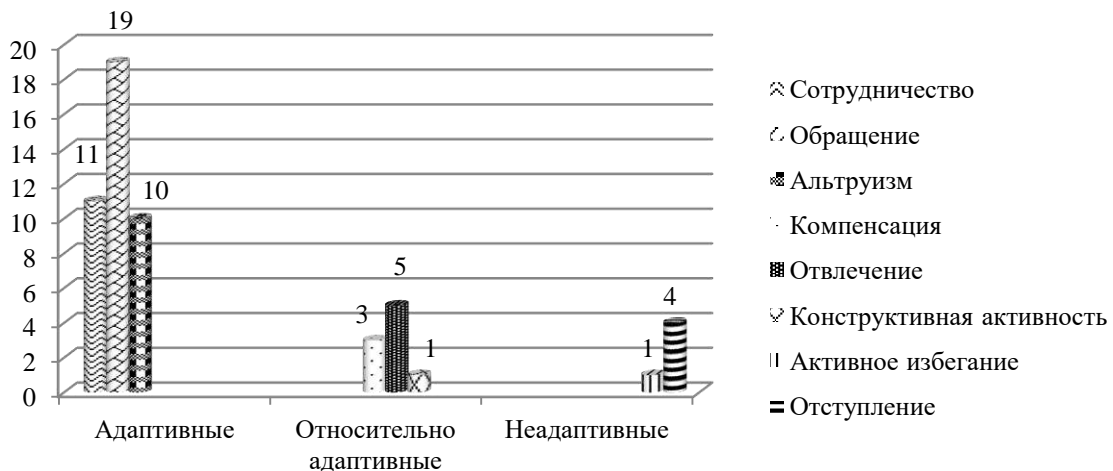 19
20
18
16
14
12
10
8
6
4
2
0
11
10
3
5
1
1
4
Адаптивные
Относительно
адаптивные
Неадаптивные
Сотрудничество
Обращение
Альтруизм
Компенсация
Отвлечение
Конструктивная активность
Активное избегание
Отступление